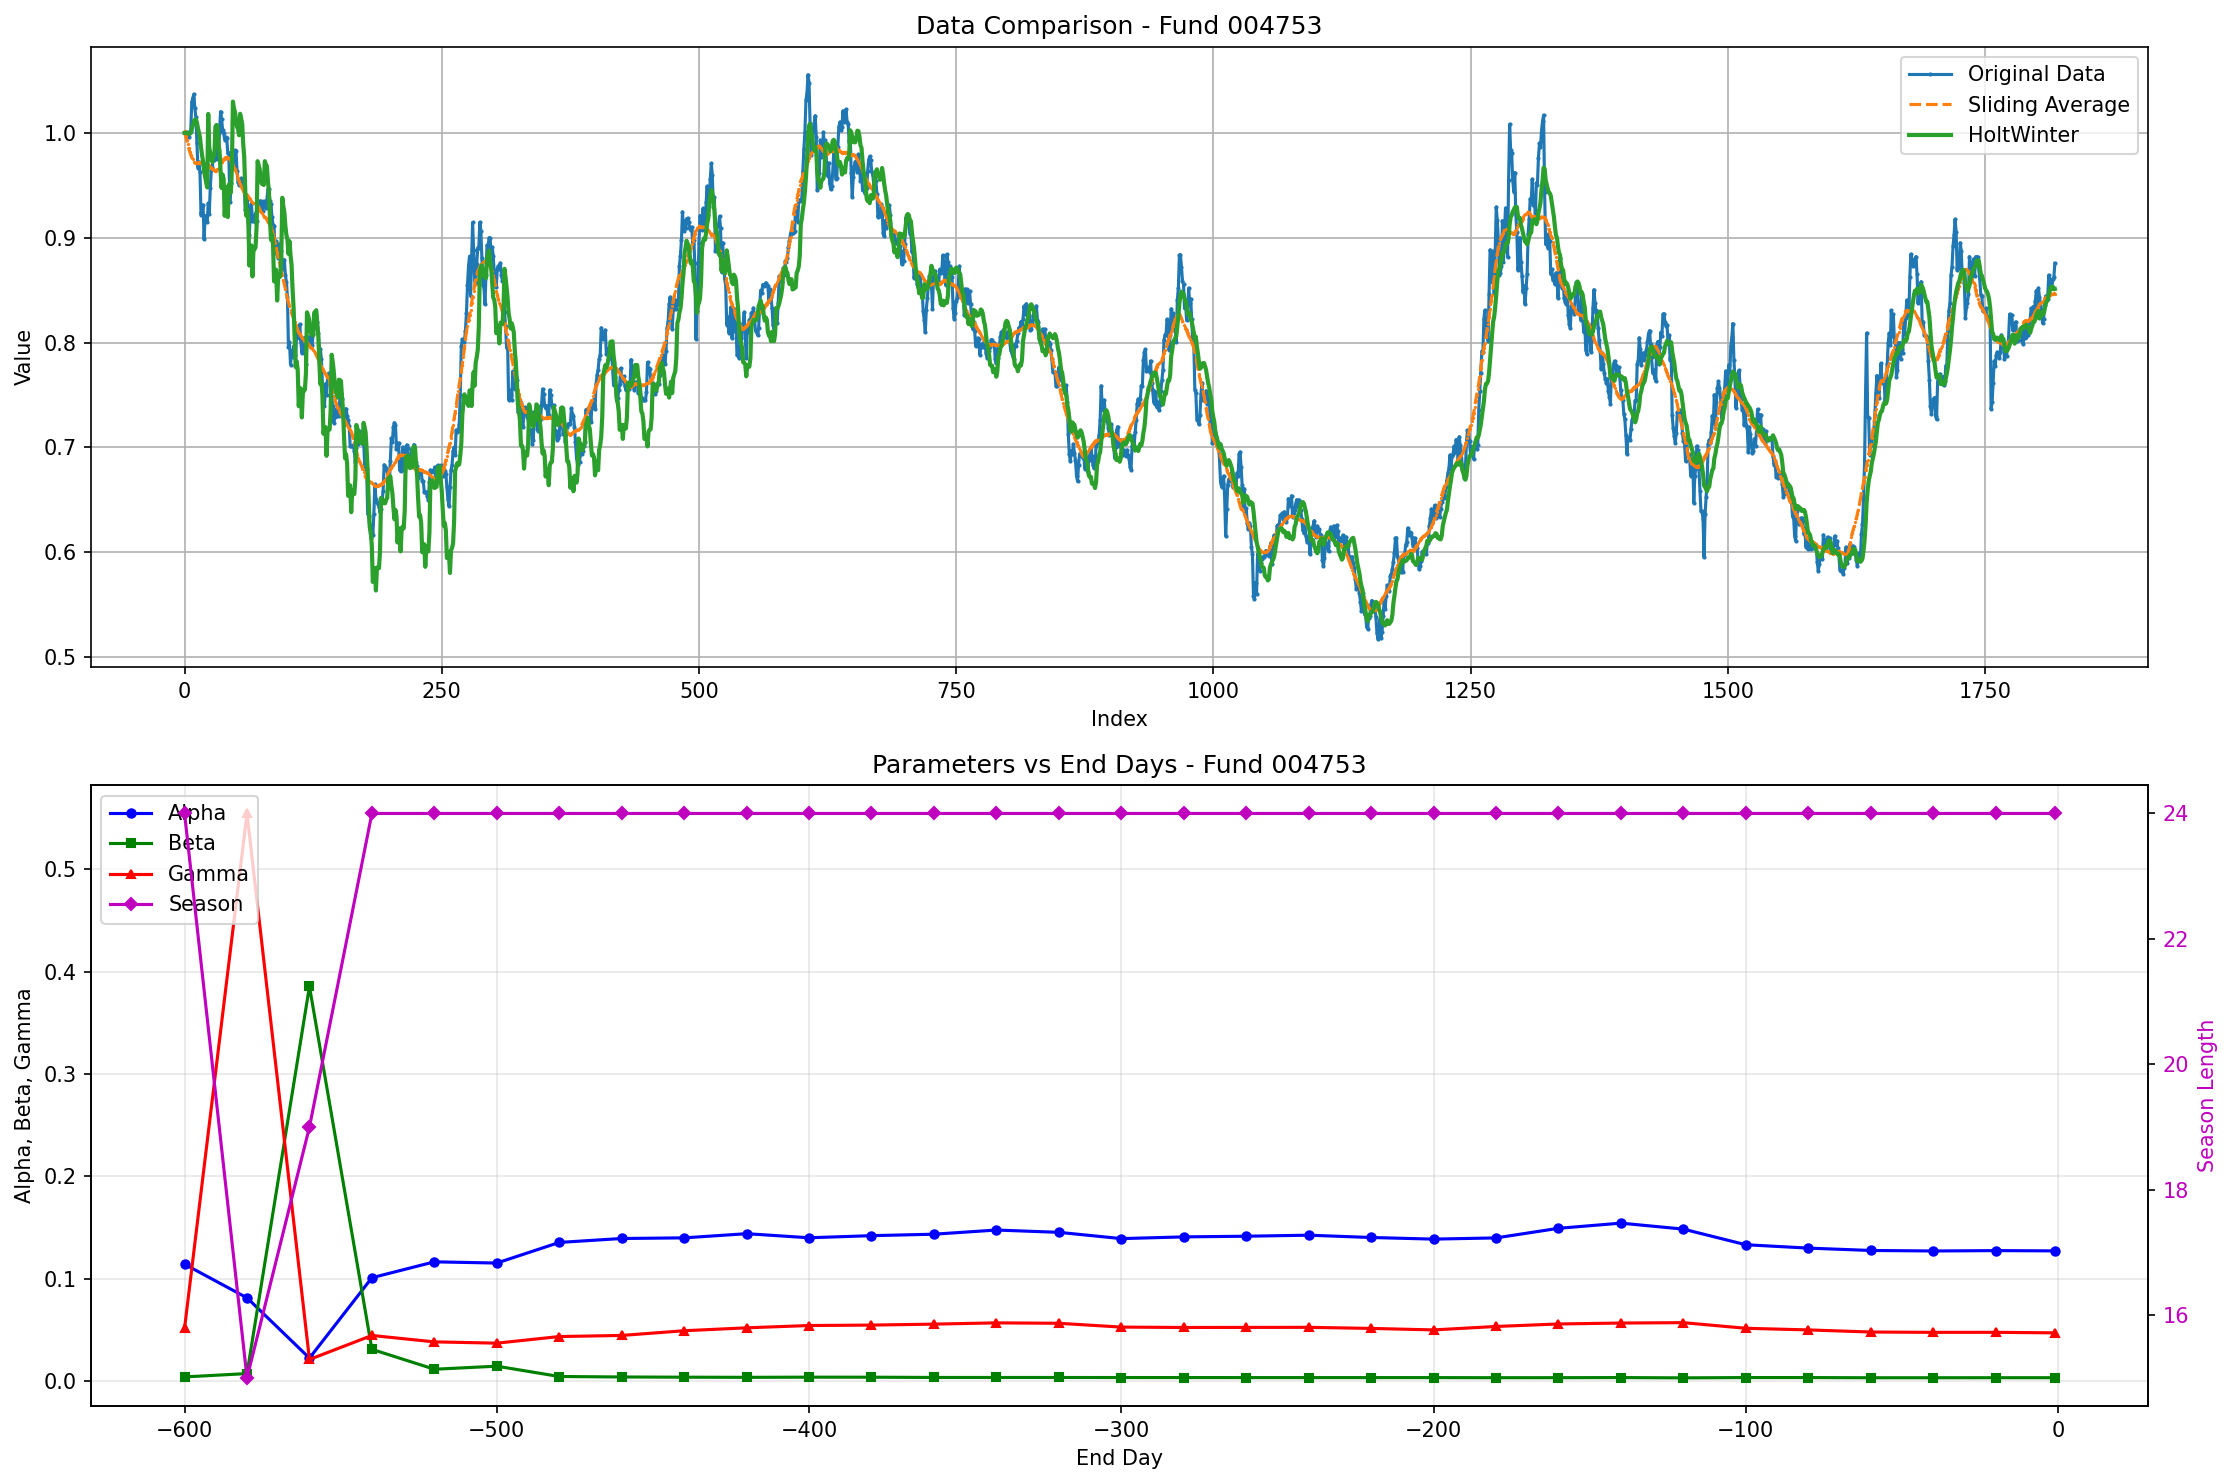 Data Comparison - Fund 004753
Original Data
Sliding Average
HoltWinter
Value
1.0
0.9
0.8
0.7
0.6
0.5
0
250
500
750
1000
1250
1500
1750
Index
Parameters vs End Days - Fund 004753
Alpha
Beta
Gamma
Season
Alpha, Beta, Gamma
0.5
0.4
0.3
0.2
0.1
0.0
24
22
20
18
16
Season Length
−600
−500
−400
−300
−200
−100
0
End Day